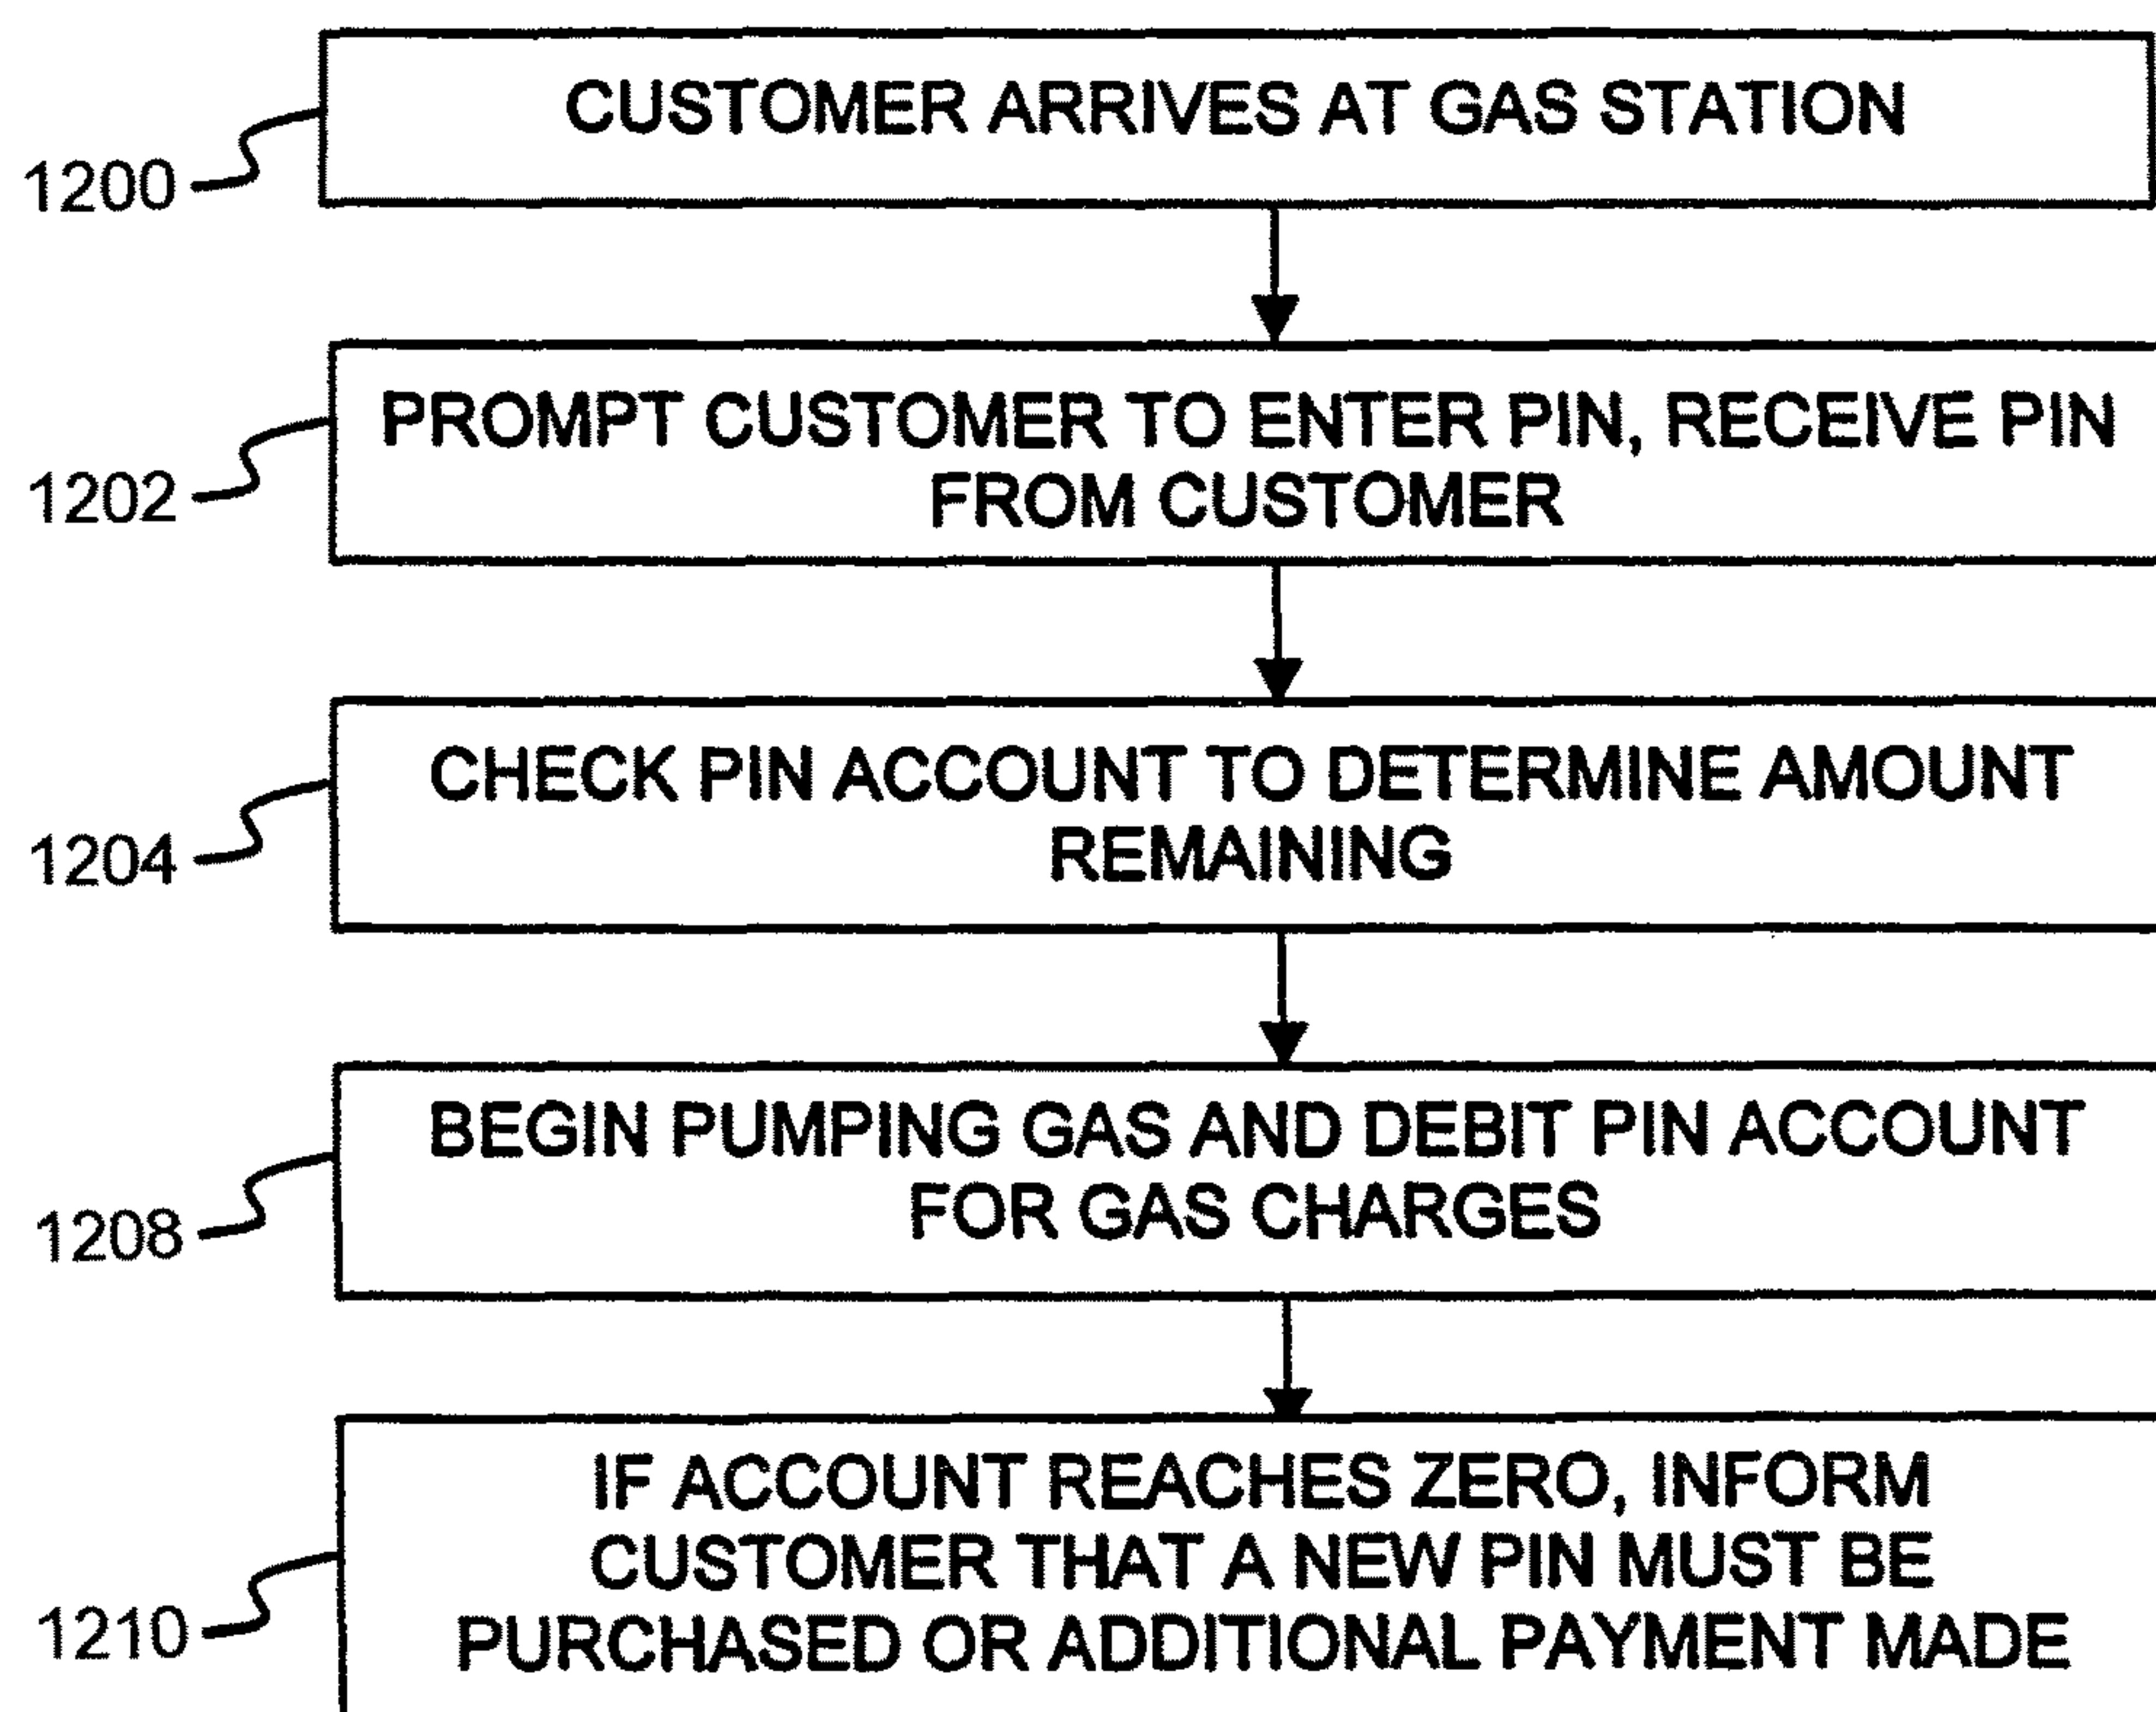 CUSTOMER ARRIVES AT GAS STATION
1200
PROMPT CUSTOMER TO ENTER PIN, RECEIVE PIN
FROM CUSTOMER
1202
CHECK PIN ACCOUNT TO DETERMINE AMOUNT
REMAINING
1204
BEGIN PUMPING GAS AND DEBIT PIN ACCOUNT
FOR GAS CHARGES
1208
IF ACCOUNT REACHES ZERO, INFORM
CUSTOMER THAT A NEW PIN MUST BE
PURCHASED OR ADDITIONAL PAYMENT MADE
1210